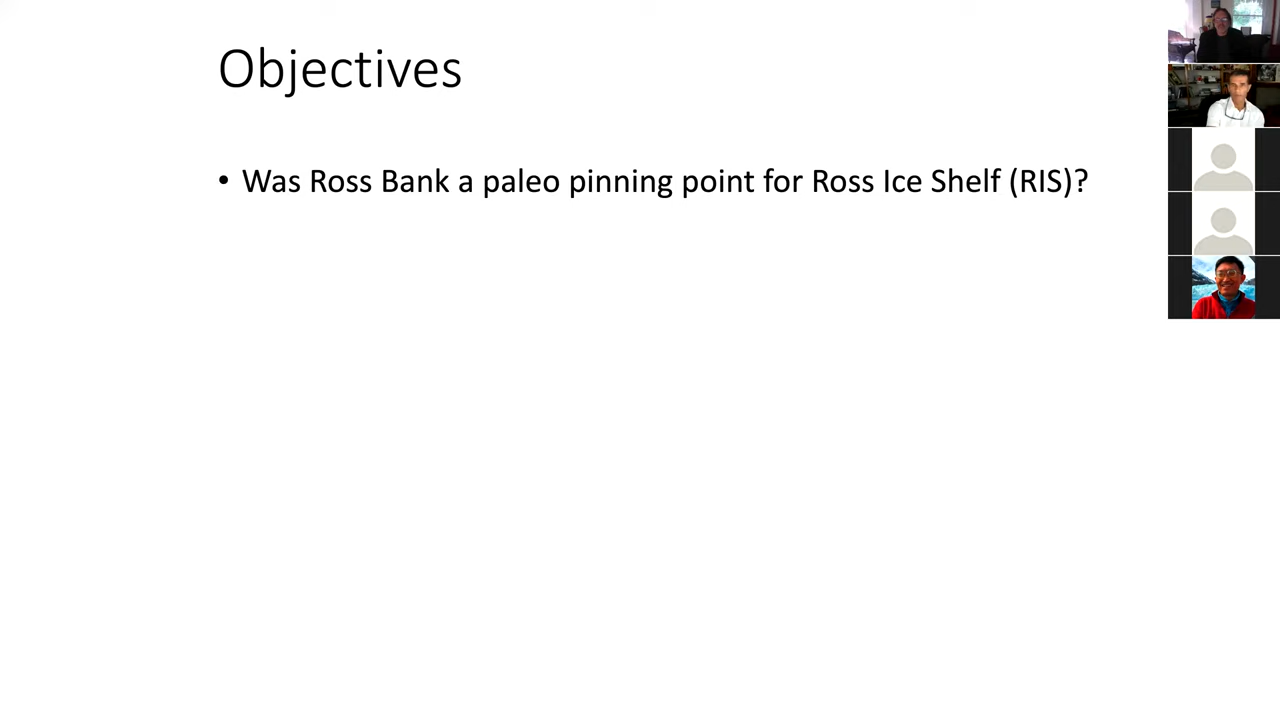 Objectives
• Was Ross Bank a paleo pinning point for Ross Ice Shelf (RIS)?